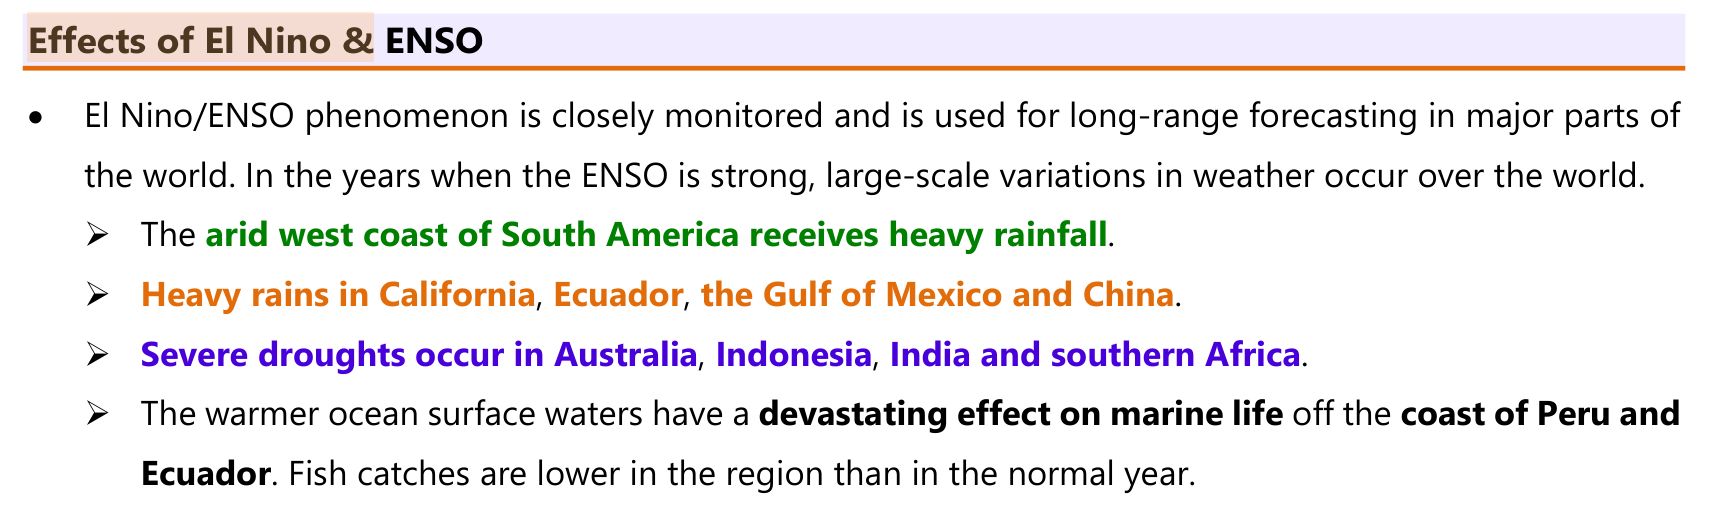 Effects of El Nino & ENSO
• El Nino/ENSO phenomenon is closely monitored and is used for long-range forecasting in major parts of
the world. In the years when the ENSO is strong, large-scale variations in weather occur over the world.
➢ The arid west coast of South America receives heavy rainfall.
➢ Heavy rains in California, Ecuador, the Gulf of Mexico and China.
➢ Severe droughts occur in Australia, Indonesia, India and southern Africa.
➢ The warmer ocean surface waters have a devastating effect on marine life off the coast of Peru and
Ecuador. Fish catches are lower in the region than in the normal year.